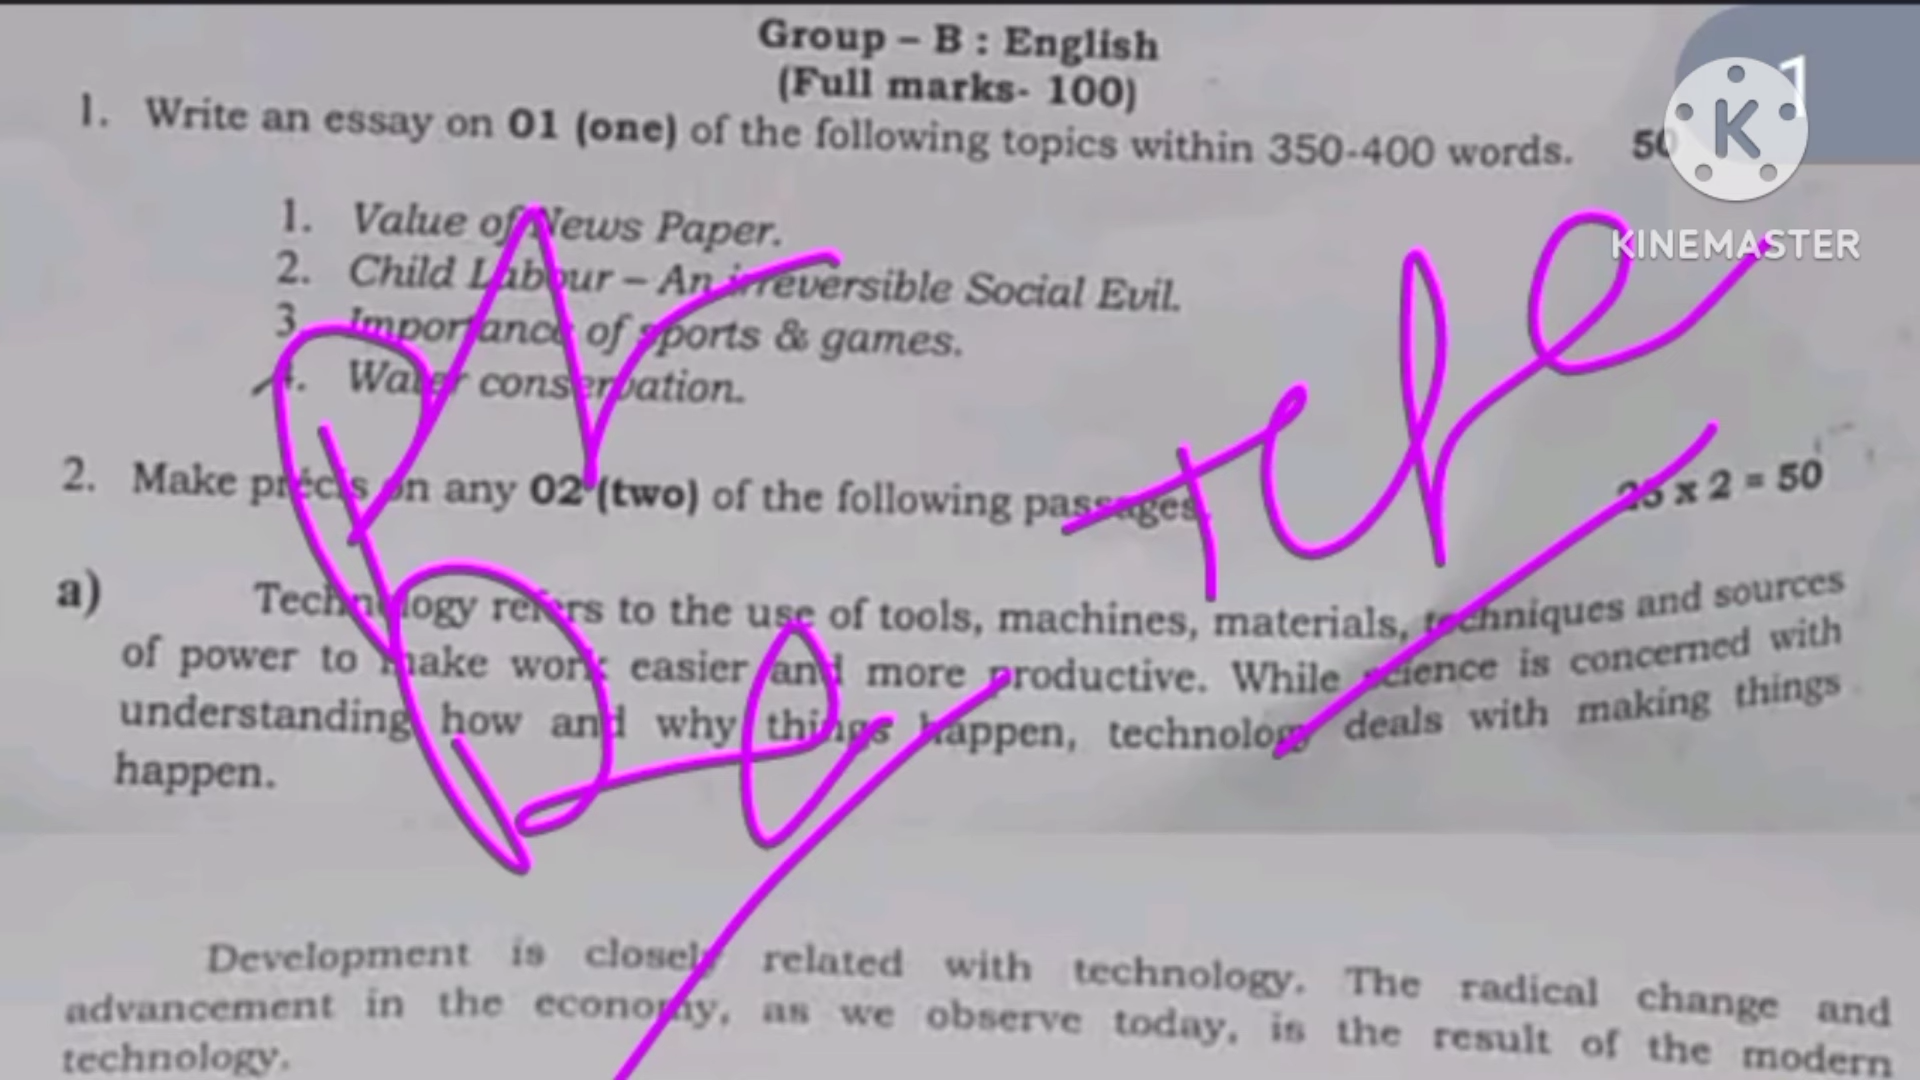 Group – B : English
(Full marks- 100)
1. Write an essay on 01 (one) of the following topics within 350-400 words. 50
1
K
KINEMASTER
1. Value of News Paper.
2. Child Labour – An irreversible Social Evil.
3. Importance of sports & games.
4. Water conservation.
2. Make précis on any 02 (two) of the following passages. 25 x 2 = 50
a) Technology refers to the use of tools, machines, materials, techniques and sources
of power to make work easier and more productive. While science is concerned with
understanding how and why things happen, technology deals with making things
happen.
Development is closely related with technology. The radical change and
advancement in the economy, as we observe today, is the result of the modern
technology.